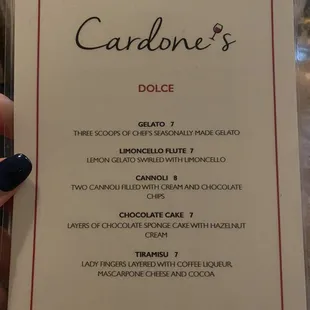 Cardone's
DOLCE
GELATO 7
THREE SCOOPS OF CHEF'S SEASONALLY MADE GELATO
LIMONCELLO FLUTE 7
LEMON GELATO SWIRLED WITH LIMONCELLO
CANNOLI 8
TWO CANNOLI FILLED WITH CREAM AND CHOCOLATE
CHIPS
CHOCOLATE CAKE 7
LAYERS OF CHOCOLATE SPONGE CAKE WITH HAZELNUT
CREAM
TIRAMISU 7
LADY FINGERS LAYERED WITH COFFEE LIQUEUR,
MASCARPONE CHEESE AND COCOA